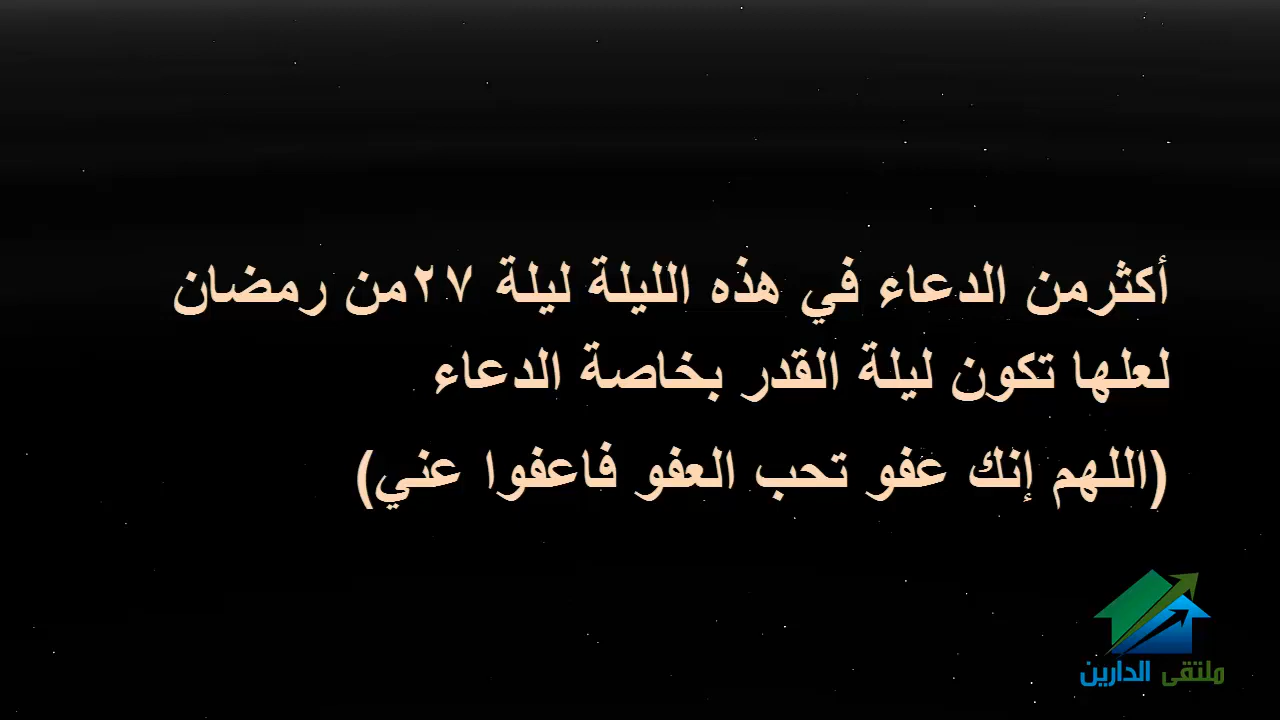 أكثرمن الدعاء في هذه الليلة ليلة ٢٧من رمضان
لعلها تكون ليلة القدر بخاصة الدعاء
(اللهم إنك عفو تحب العفو فاعفوا عني)
ملتقى الدارين